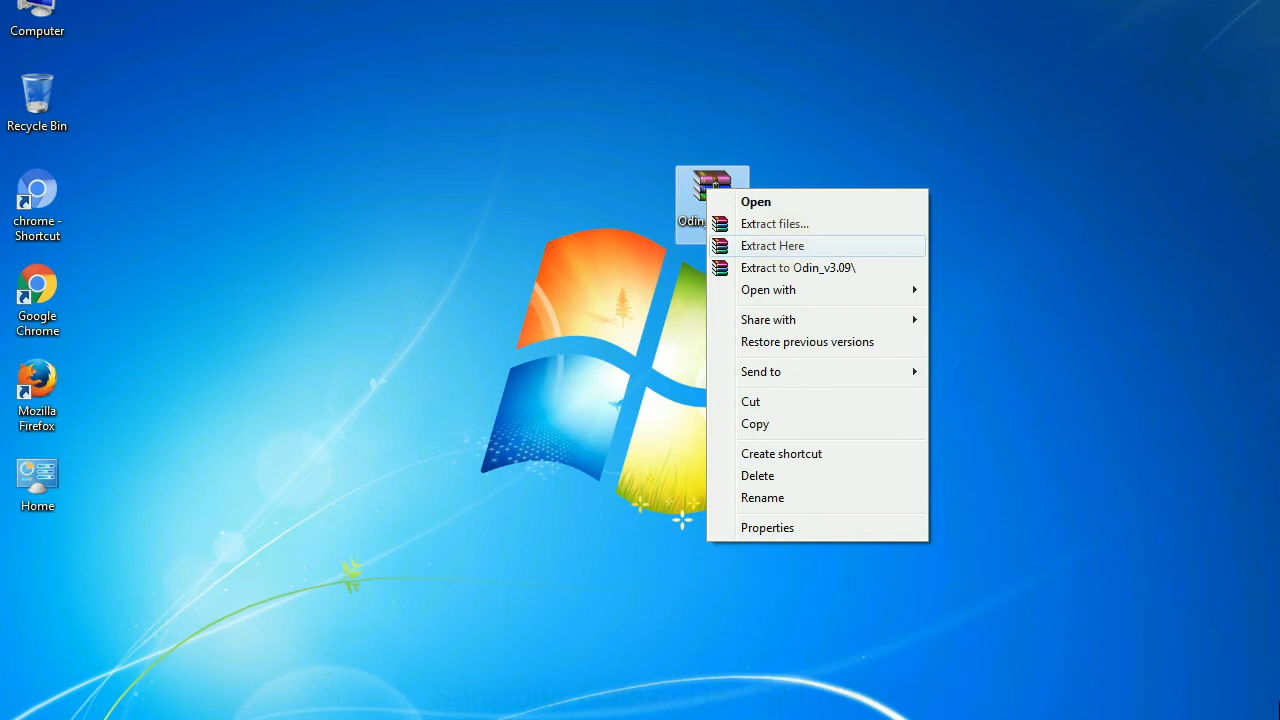 Computer
Recycle Bin
chrome -
Shortcut
Google
Chrome
Mozilla
Firefox
Home
Open
Extract files...
Extract Here
Extract to Odin_v3.09\
Open with
Share with
Restore previous versions
Send to
Cut
Copy
Create shortcut
Delete
Rename
Properties